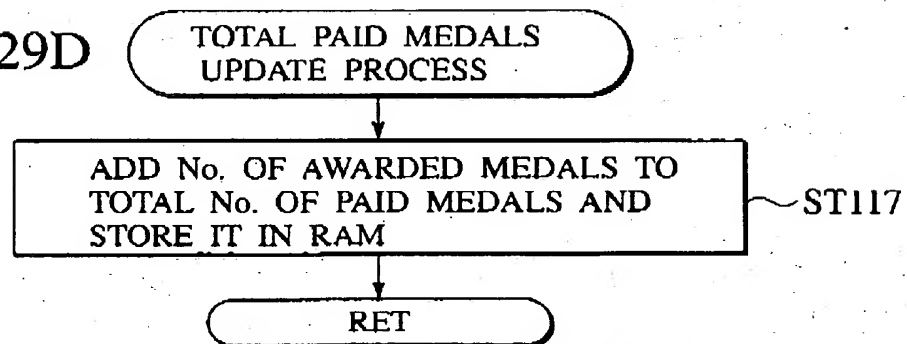 29D
TOTAL PAID MEDALS
UPDATE PROCESS
ADD No. OF AWARDED MEDALS TO
TOTAL No. OF PAID MEDALS AND
STORE IT IN RAM
ST117
RET